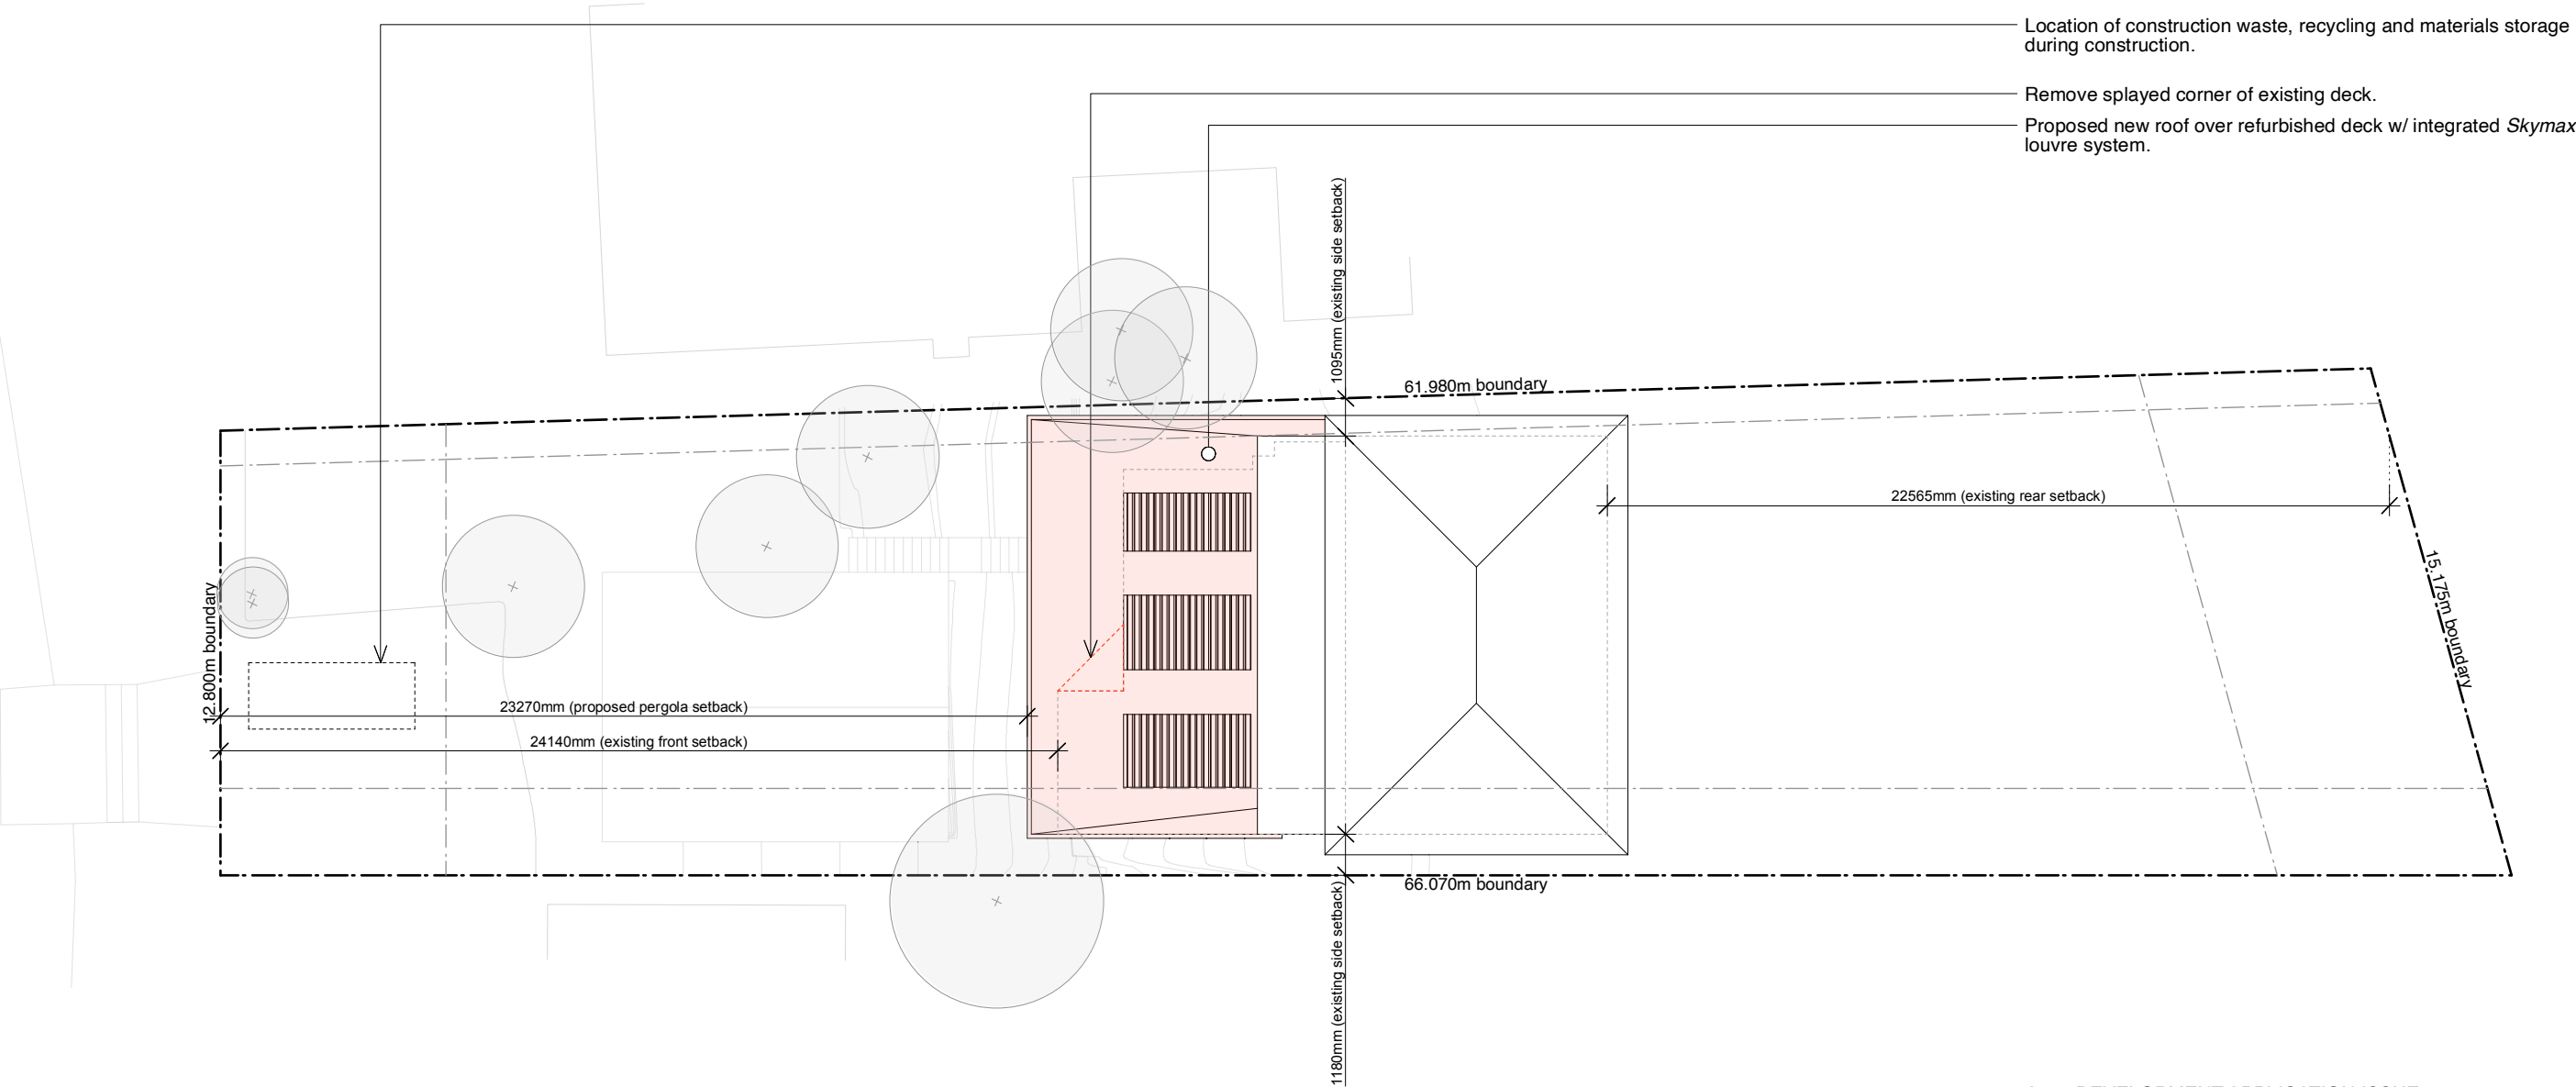 Location of construction waste, recycling and materials storage
during construction.
Remove splayed corner of existing deck.
Proposed new roof over refurbished deck w/ integrated Skymax
louvre system.
1095mm (existing side setback)
61.980m boundary
22565mm (existing rear setback)
15.175m boundary
12.800m boundary
23270mm (proposed pergola setback)
24140mm (existing front setback)
66.070m boundary
1180mm (existing side setback)